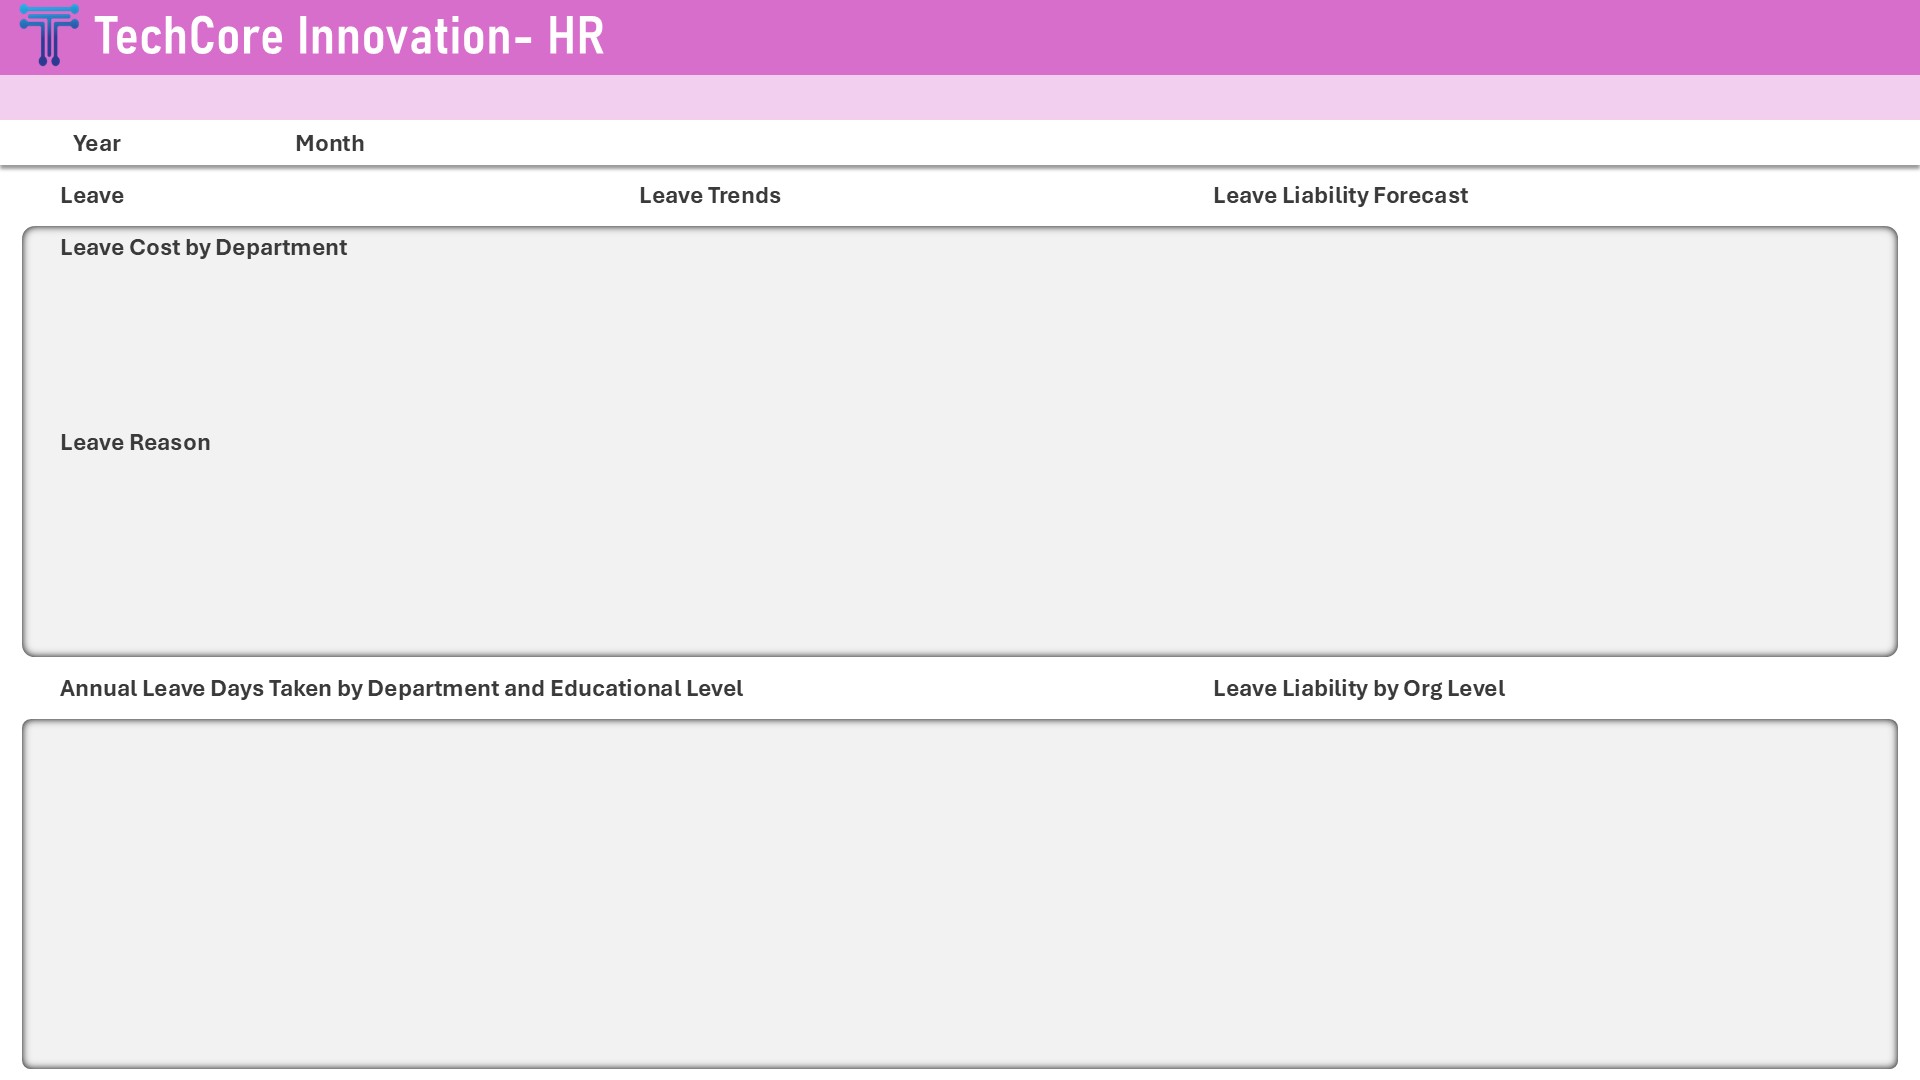 TechCore Innovation- HR
Year Month
Leave Leave Trends Leave Liability Forecast
Leave Cost by Department
Leave Reason
Annual Leave Days Taken by Department and Educational Level Leave Liability by Org Level